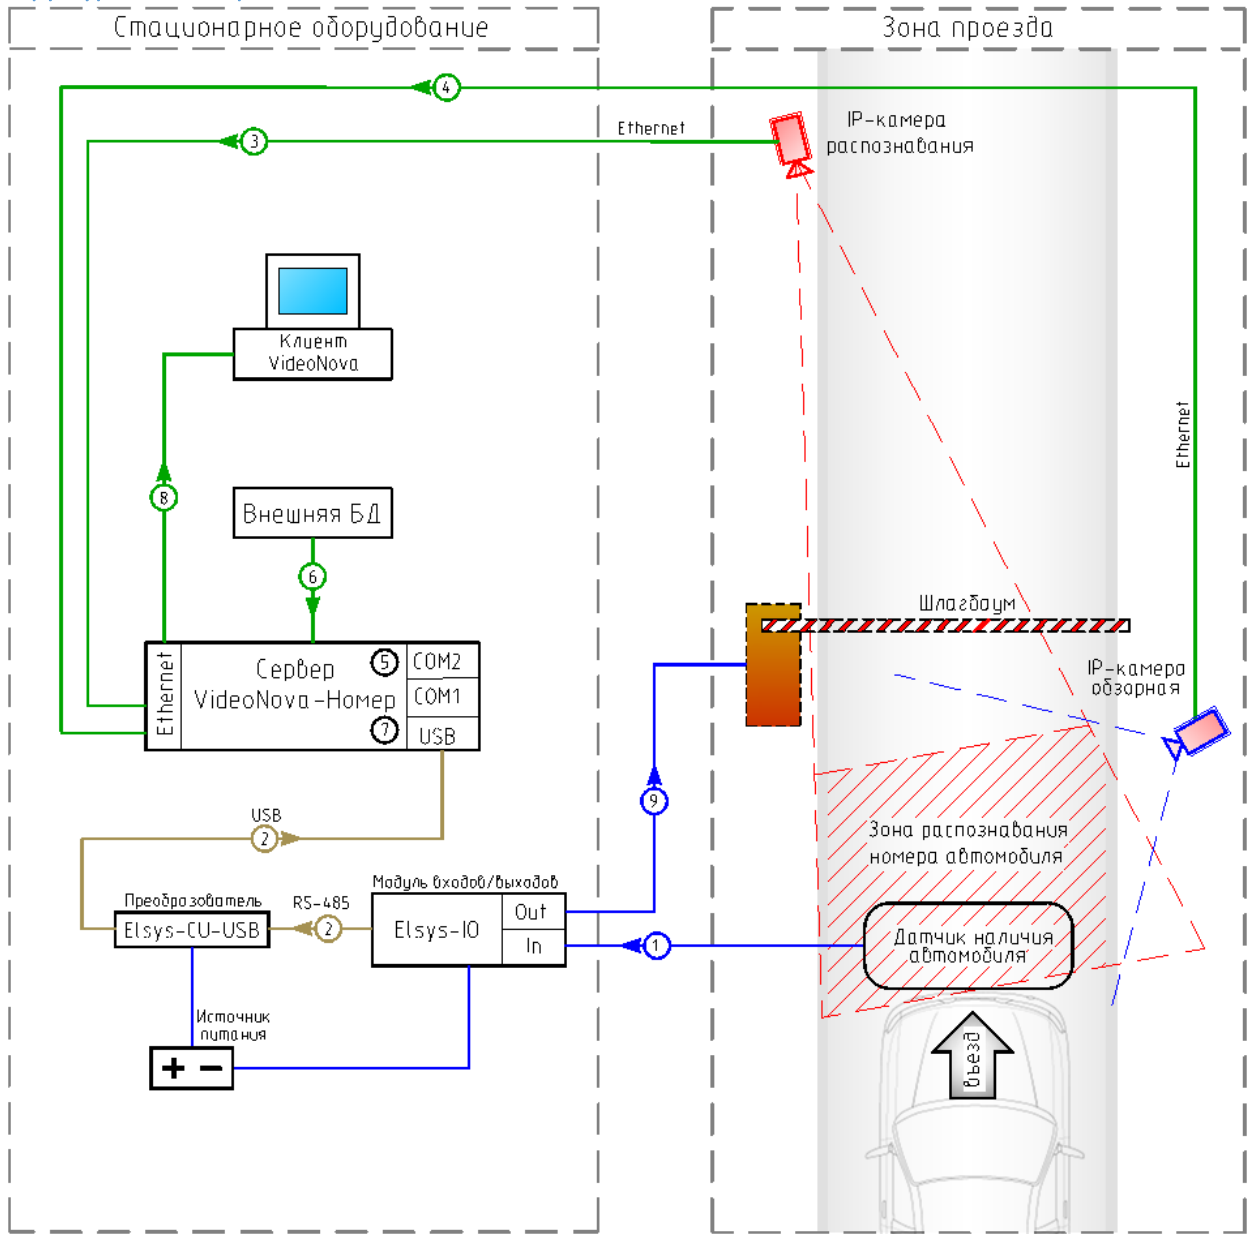 Стационарное оборудование
Зона проезда
4
3
Ethernet
IP-камера
распознавания
Клиент
VideoNova
Ethernet
8
Внешняя БД
6
Шлагбаум
Ethernet
Сервер
VideoNova-Номер
5
7
COM2
COM1
USB
IP-камера
обзорная
9
USB
2
Зона распознавания
номера автомобиля
Модуль входов/выходов
Преобразователь
Elsys-CU-USB
RS-485
2
Elsys-IO
Out
In
1
Датчик наличия
автомобиля
Источник
питания
+ −
въезд